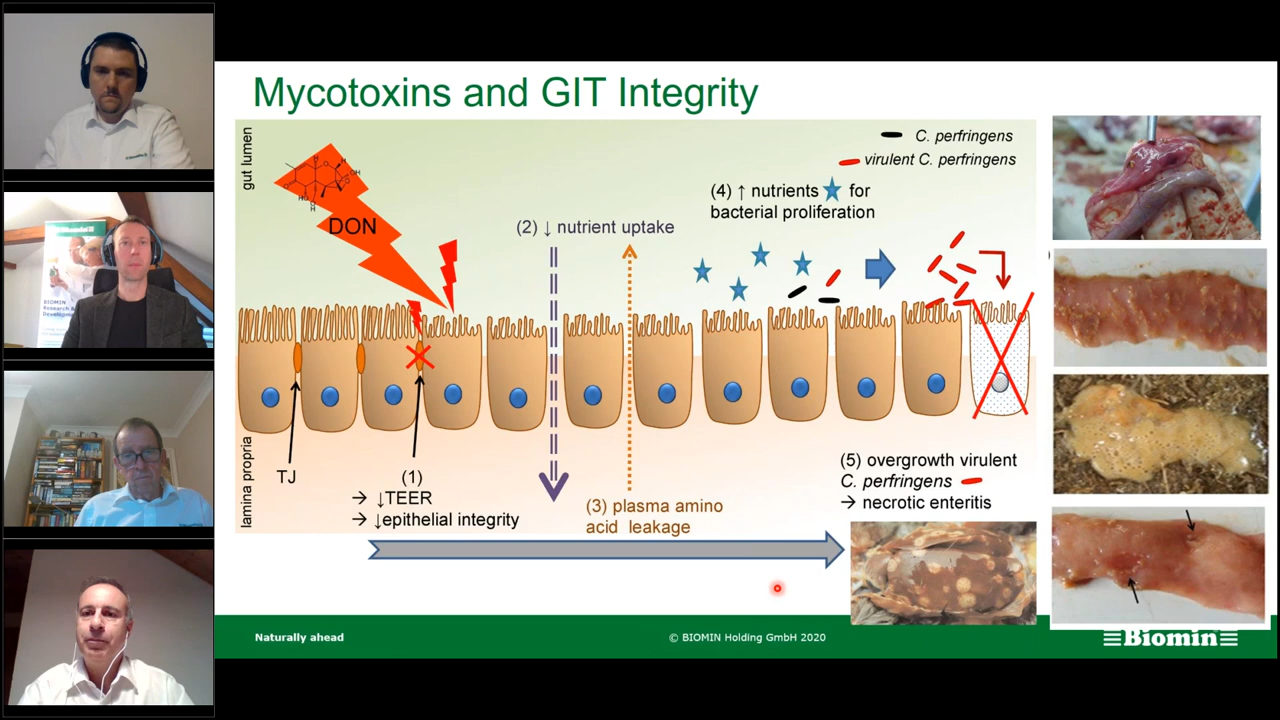 Mycotoxins and GIT Integrity
gut lumen
C. perfringens
virulent C. perfringens
DON
(4) ↑ nutrients for
bacterial proliferation
(2) ↓ nutrient uptake
lamina propria
TJ
(1)
→ ↓TEER
→ ↓epithelial integrity
(3) plasma amino
acid leakage
(5) overgrowth virulent
C. perfringens
→ necrotic enteritis
BIOMIN
Naturally ahead
© BIOMIN Holding GmbH 2020
Biomin